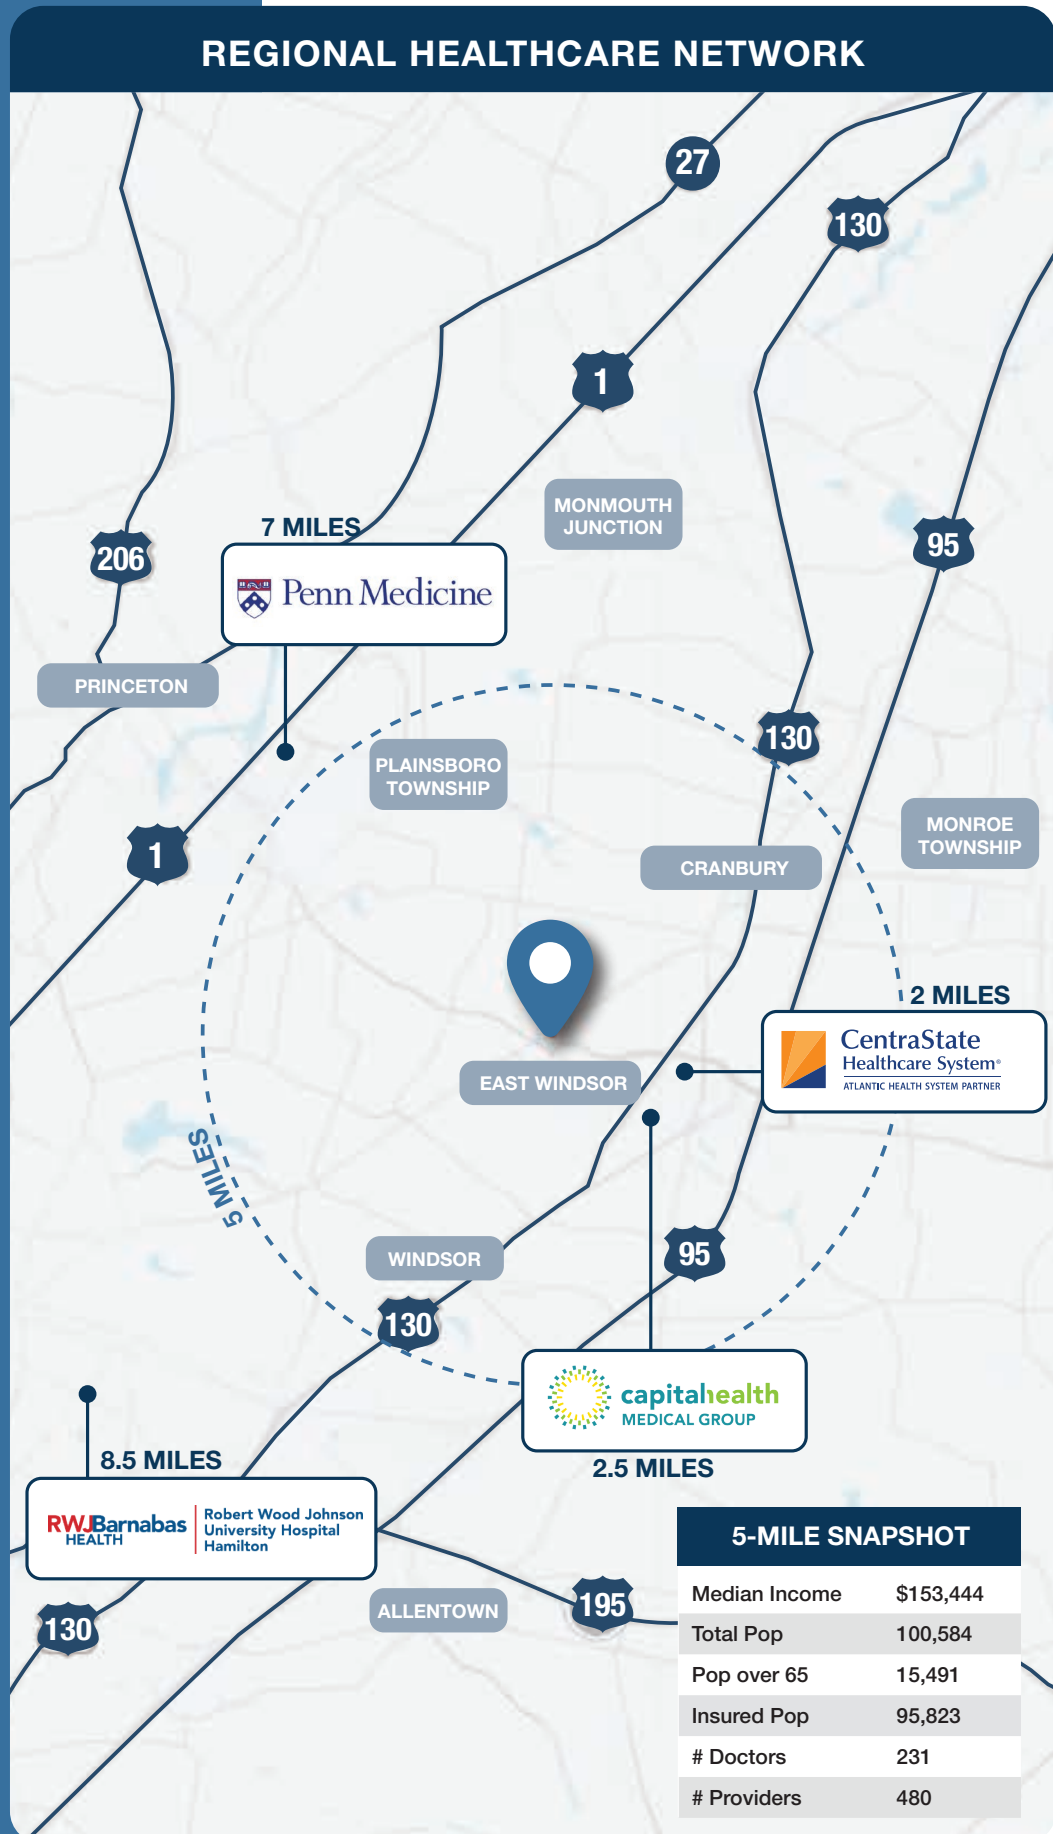 REGIONAL HEALTHCARE NETWORK
27
130
1
MONMOUTH
JUNCTION
7 MILES
206
95
Penn Medicine
PRINCETON
130
PLAINSBORO
TOWNSHIP
MONROE
TOWNSHIP
1
CRANBURY
2 MILES
CentraState
Healthcare System®
ATLANTIC HEALTH SYSTEM PARTNER
EAST WINDSOR
5 MILES
WINDSOR
95
130
capitalhealth
MEDICAL GROUP
2.5 MILES
8.5 MILES
RWJBarnabas
HEALTH
Robert Wood Johnson
University Hospital
Hamilton
ALLENTOWN
195
130
5-MILE SNAPSHOT
Median Income $153,444
Total Pop 100,584
Pop over 65 15,491
Insured Pop 95,823
# Doctors 231
# Providers 480